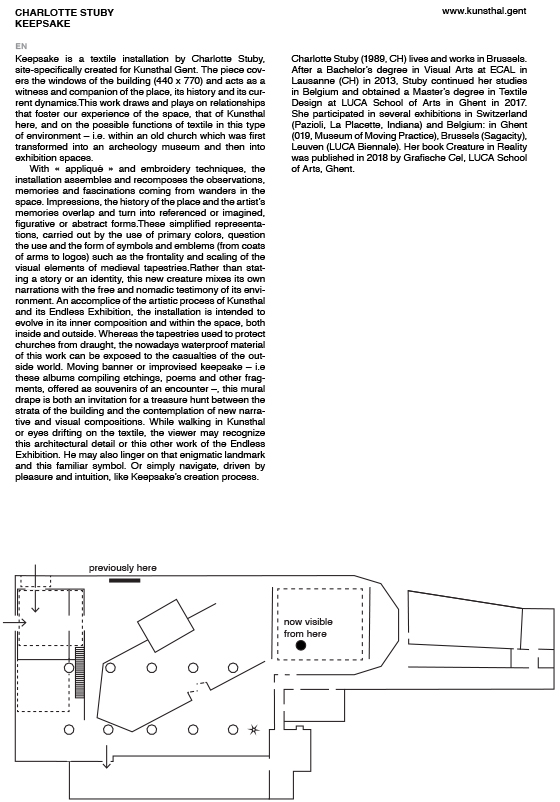 CHARLOTTE STUBY
KEEPSAKE
www.kunsthal.gent
EN
Keepsake is a textile installation by Charlotte Stuby,
site-specifically created for Kunsthal Gent. The piece cov-
ers the windows of the building (440 x 770) and acts as a
witness and companion of the place, its history and its cur-
rent dynamics.This work draws and plays on relationships
that foster our experience of the space, that of Kunsthal
here, and on the possible functions of textile in this type
of environment – i.e. within an old church which was first
transformed into an archeology museum and then into
exhibition spaces.
With « appliqué » and embroidery techniques, the
installation assembles and recomposes the observations,
memories and fascinations coming from wanders in the
space. Impressions, the history of the place and the artist's
memories overlap and turn into referenced or imagined,
figurative or abstract forms.These simplified representa-
tions, carried out by the use of primary colors, question
the use and the form of symbols and emblems (from coats
of arms to logos) such as the frontality and scaling of the
visual elements of medieval tapestries.Rather than stat-
ing a story or an identity, this new creature mixes its own
narrations with the free and nomadic testimony of its envi-
ronment. An accomplice of the artistic process of Kunsthal
and its Endless Exhibition, the installation is intended to
evolve in its inner composition and within the space, both
inside and outside. Whereas the tapestries used to protect
churches from draught, the nowadays waterproof material
of this work can be exposed to the casualties of the out-
side world. Moving banner or improvised keepsake – i.e
these albums compiling etchings, poems and other frag-
ments, offered as souvenirs of an encounter –, this mural
drape is both an invitation for a treasure hunt between the
strata of the building and the contemplation of new narra-
tive and visual compositions. While walking in Kunsthal
or eyes drifting on the textile, the viewer may recognize
this architectural detail or this other work of the Endless
Exhibition. He may also linger on that enigmatic landmark
and this familiar symbol. Or simply navigate, driven by
pleasure and intuition, like Keepsake's creation process.
Charlotte Stuby (1989, CH) lives and works in Brussels.
After a Bachelor's degree in Visual Arts at ECAL in
Lausanne (CH) in 2013, Stuby continued her studies
in Belgium and obtained a Master's degree in Textile
Design at LUCA School of Arts in Ghent in 2017.
She participated in several exhibitions in Switzerland
(Pazioli, La Placette, Indiana) and Belgium: in Ghent
(019, Museum of Moving Practice), Brussels (Sagacity),
Leuven (LUCA Biennale). Her book Creature in Reality
was published in 2018 by Grafische Cel, LUCA School
of Arts, Ghent.
previously here
now visible
from here